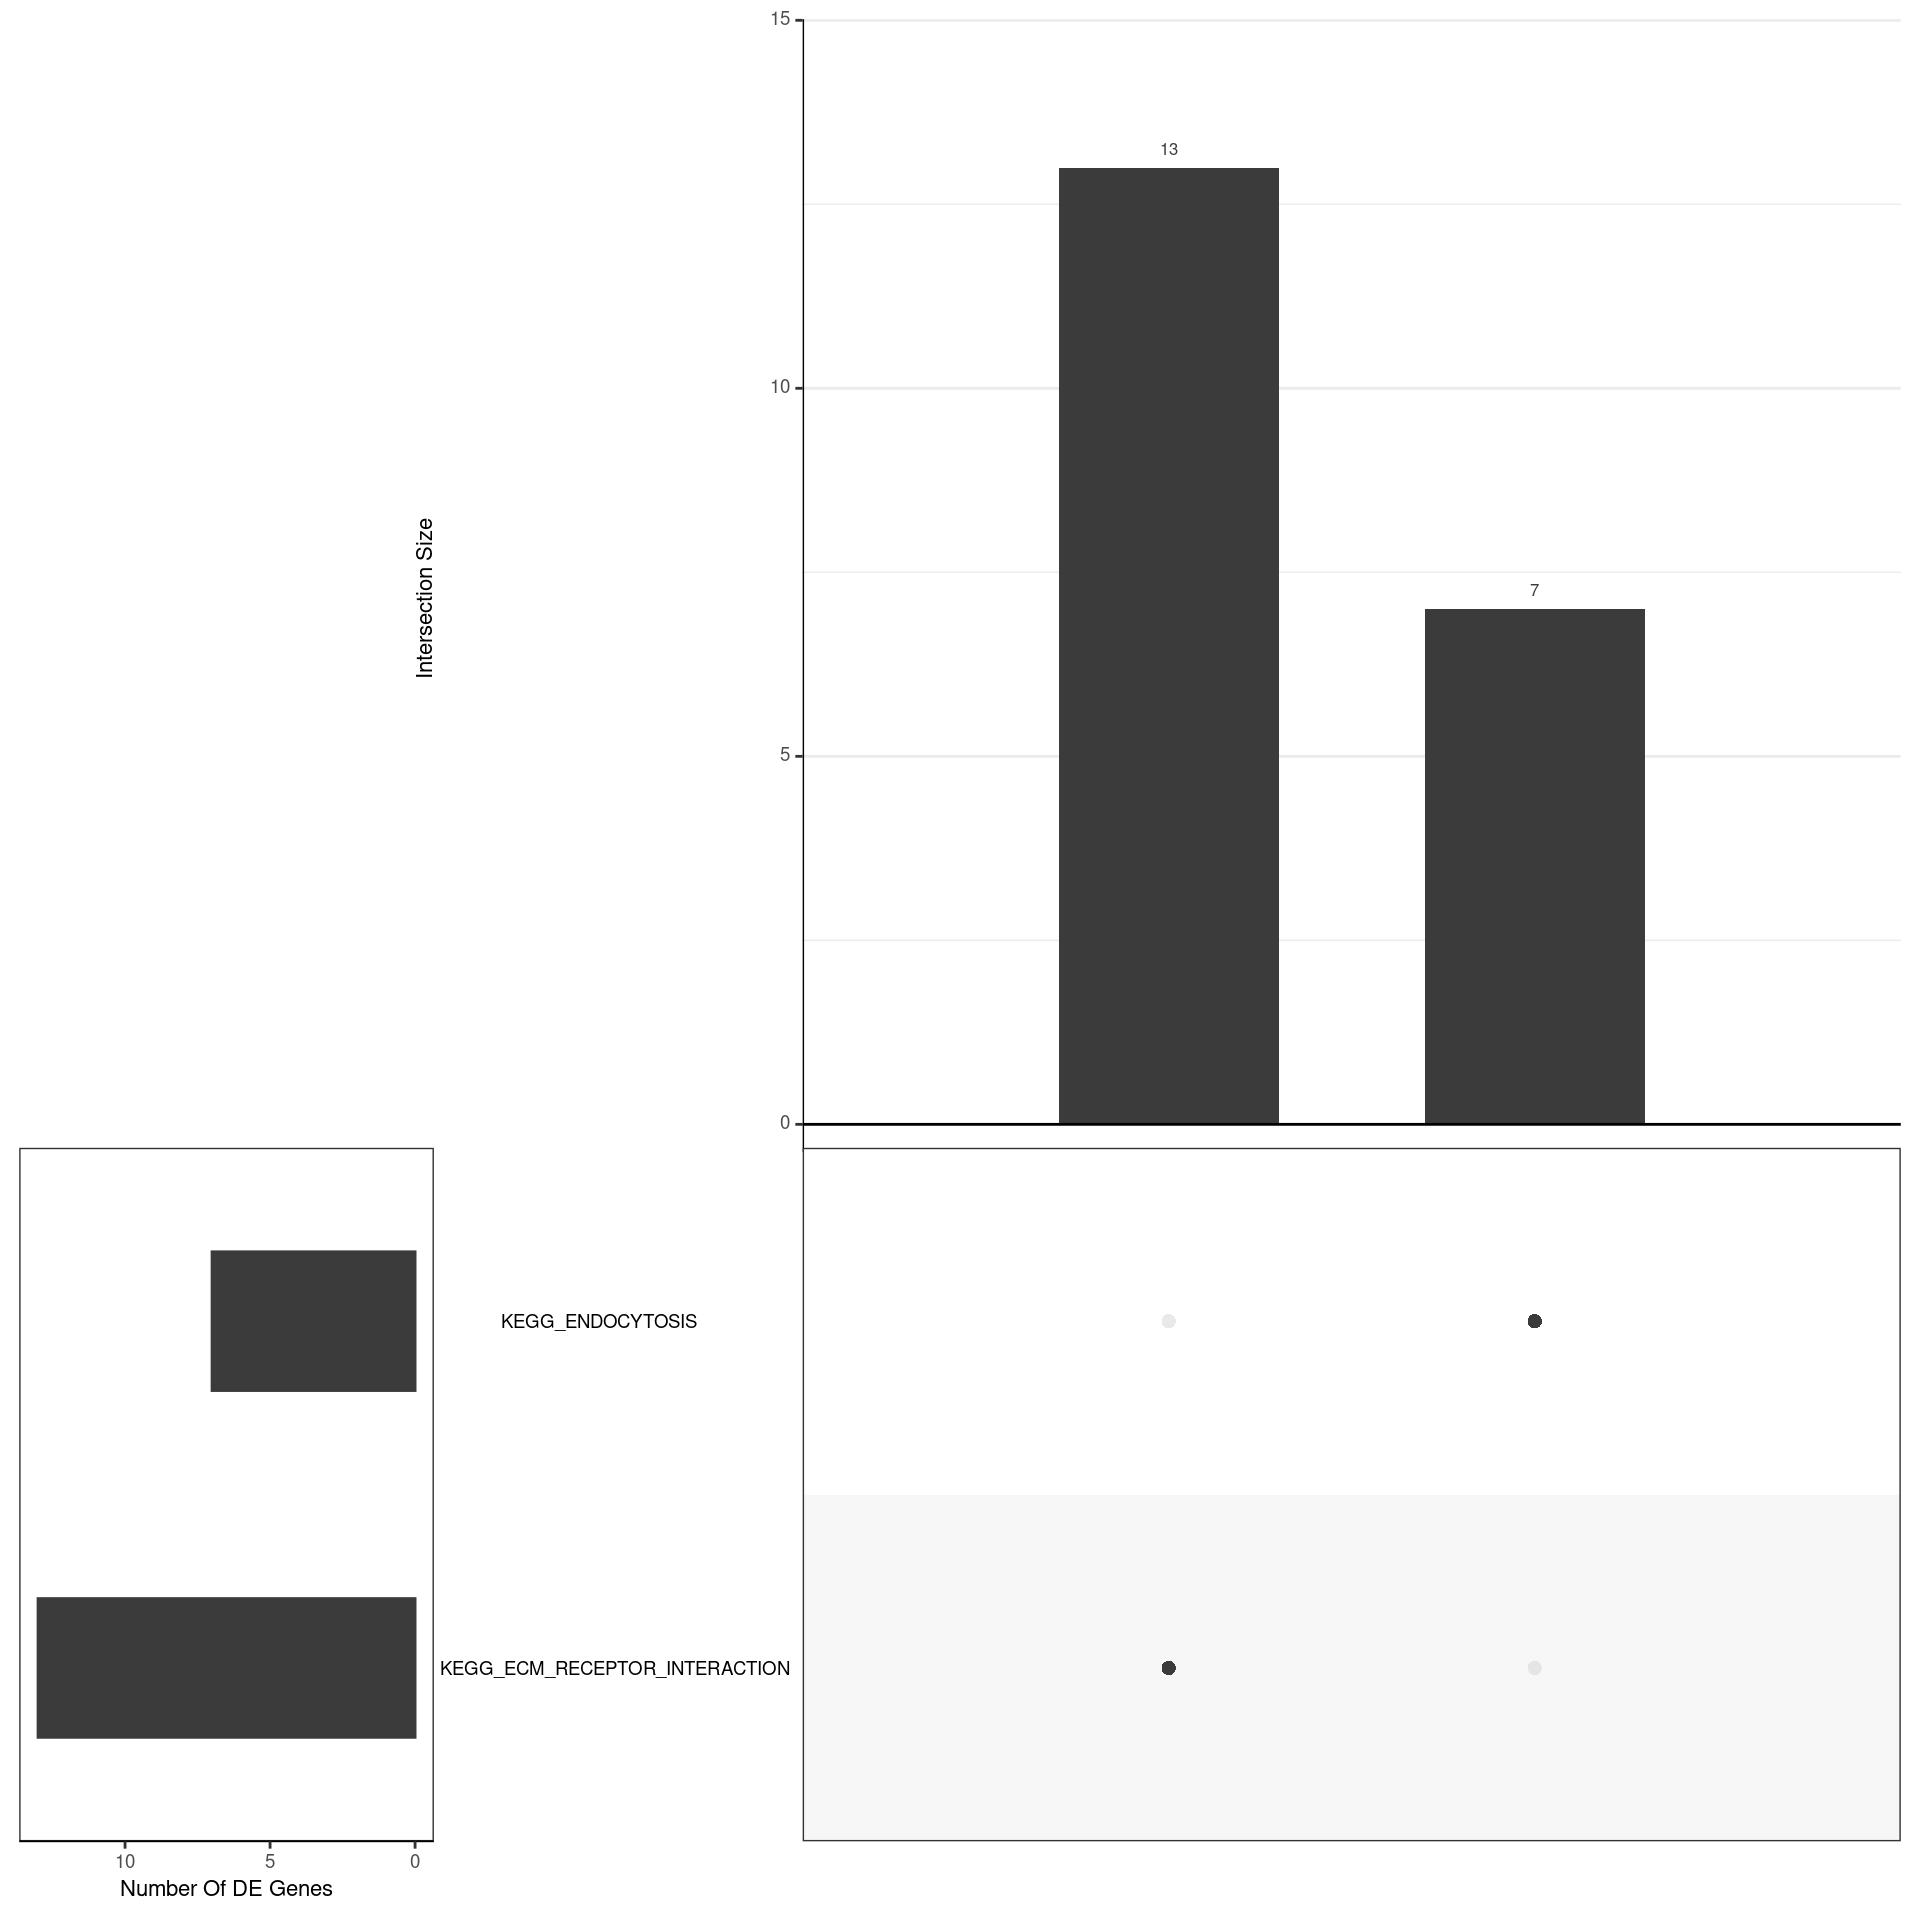 15
13
10
Intersection Size
7
5
0
KEGG_ENDOCYTOSIS
KEGG_ECM_RECEPTOR_INTERACTION
10 5 0
Number Of DE Genes